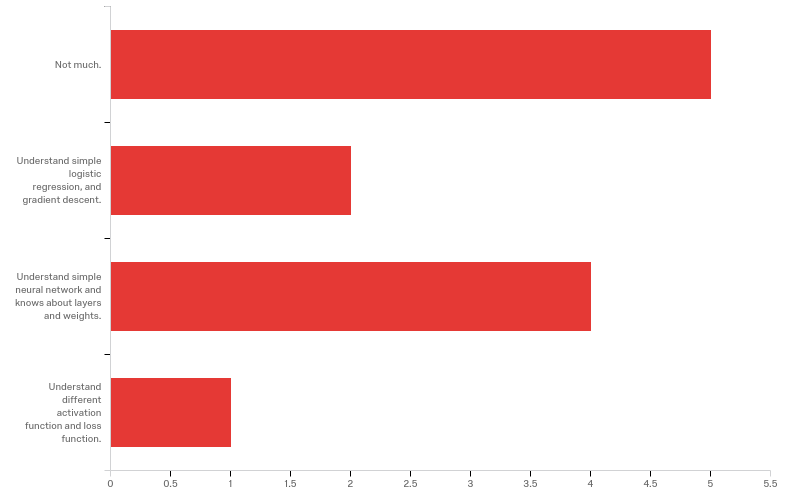 Not much.
Understand simple
logistic
regression, and
gradient descent.
Understand simple
neural network and
knows about layers
and weights.
Understand
different
activation
function and loss
function.
0 0.5 1 1.5 2 2.5 3 3.5 4 4.5 5 5.5